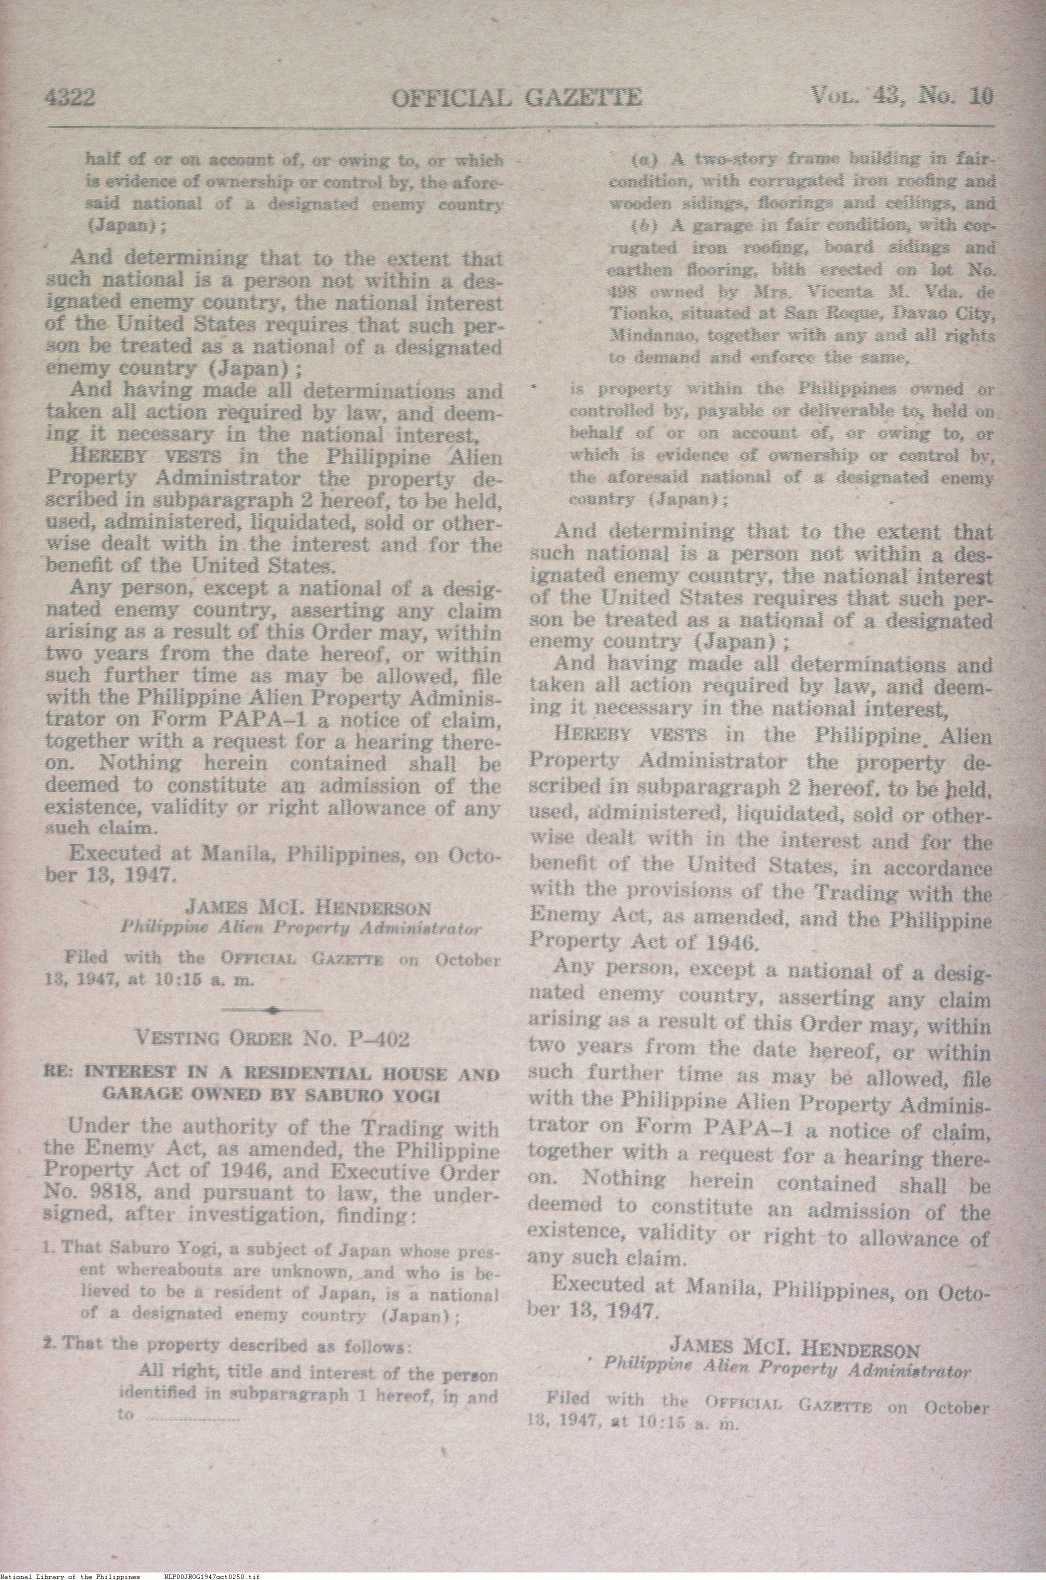 4322 OFFICIAL GAZETTE VOL. 43, No. 10
half of or on account of, or owing to, or which
is evidence of ownership or control by, the afore-
said national of a designated enemy country
(Japan);
And determining that to the extent that
such national is a person not within a des-
ignated enemy country, the national interest
of the United States requires that such per-
son be treated as a national of a designated
enemy country (Japan);
And having made all determinations and
taken all action required by law, and deem-
ing it necessary in the national interest,
HEREBY VESTS in the Philippine Alien
Property Administrator the property de-
scribed in subparagraph 2 hereof, to be held,
used, administered, liquidated, sold or other-
wise dealt with in the interest and for the
benefit of the United States.
Any person, except a national of a desig-
nated enemy country, asserting any claim
arising as a result of this Order may, within
two years from the date hereof, or within
such further time as may be allowed, file
with the Philippine Alien Property Adminis-
trator on Form PAPA–1 a notice of claim,
together with a request for a hearing there-
on. Nothing herein contained shall be
deemed to constitute an admission of the
existence, validity or right allowance of any
such claim.
Executed at Manila, Philippines, on Octo-
ber 13, 1947.
JAMES MCI. HENDERSON
Philippine Alien Property Administrator
Filed with the OFFICIAL GAZETTE on October
13, 1947, at 10:15 a. m.
VESTING ORDER NO. P–402
RE: INTEREST IN A RESIDENTIAL HOUSE AND
GARAGE OWNED BY SABURO YOGI
Under the authority of the Trading with
the Enemy Act, as amended, the Philippine
Property Act of 1946, and Executive Order
No. 9818, and pursuant to law, the under-
signed, after investigation, finding:
1. That Saburo Yogi, a subject of Japan whose pres-
ent whereabouts are unknown, and who is be-
lieved to be a resident of Japan, is a national
of a designated enemy country (Japan);
2. That the property described as follows:
All right, title and interest of the person
identified in subparagraph 1 hereof, in and
to ....................
(a) A two-story frame building in fair-
condition, with corrugated iron roofing and
wooden sidings, floorings and ceilings, and
(b) A garage in fair condition, with cor-
rugated iron roofing, board sidings and
earthen flooring, bith erected on lot No.
498 owned by Mrs. Vicenta M. Vda. de
Tionko, situated at San Roque, Davao City,
Mindanao, together with any and all rights
to demand and enforce the same,
is property within the Philippines owned or
controlled by, payable or deliverable to, held on
behalf of or on account of, or owing to, or
which is evidence of ownership or control by,
the aforesaid national of a designated enemy
country (Japan);
And determining that to the extent that
such national is a person not within a des-
ignated enemy country, the national interest
of the United States requires that such per-
son be treated as a national of a designated
enemy country (Japan);
And having made all determinations and
taken all action required by law, and deem-
ing it necessary in the national interest,
HEREBY VESTS in the Philippine Alien
Property Administrator the property de-
scribed in subparagraph 2 hereof, to be held,
used, administered, liquidated, sold or other-
wise dealt with in the interest and for the
benefit of the United States, in accordance
with the provisions of the Trading with the
Enemy Act, as amended, and the Philippine
Property Act of 1946.
Any person, except a national of a desig-
nated enemy country, asserting any claim
arising as a result of this Order may, within
two years from the date hereof, or within
such further time as may be allowed, file
with the Philippine Alien Property Adminis-
trator on Form PAPA–1 a notice of claim,
together with a request for a hearing there-
on. Nothing herein contained shall be
deemed to constitute an admission of the
existence, validity or right to allowance of
any such claim.
Executed at Manila, Philippines, on Octo-
ber 13, 1947.
JAMES MCI. HENDERSON
Philippine Alien Property Administrator
Filed with the OFFICIAL GAZETTE on October
13, 1947, at 10:15 a. m.
National Library of the Philippines NLP00JROG1947oct0250.tif